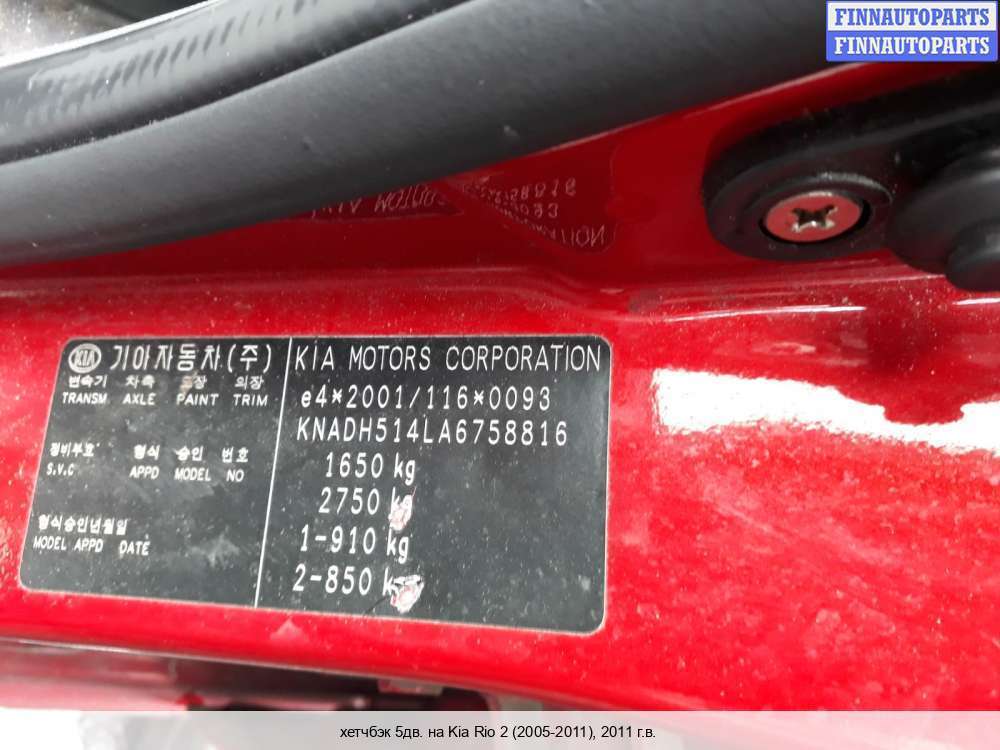 FINNAUTOPARTS
FINNAUTOPARTS
KIA 기아자동차(주)
변속기 차축 도장 의장
TRANSM AXLE PAINT TRIM
정비부호 형식 승인 번호
S.V.C APPD MODEL NO
형식승인년월일
MODEL APPD DATE
KIA MOTORS CORPORATION
e4*2001/116*0093
KNADH514LA6758816
1650 kg
2750 kg
1-910 kg
2-850 k
хетчбэк 5дв. на Kia Rio 2 (2005-2011), 2011 г.в.